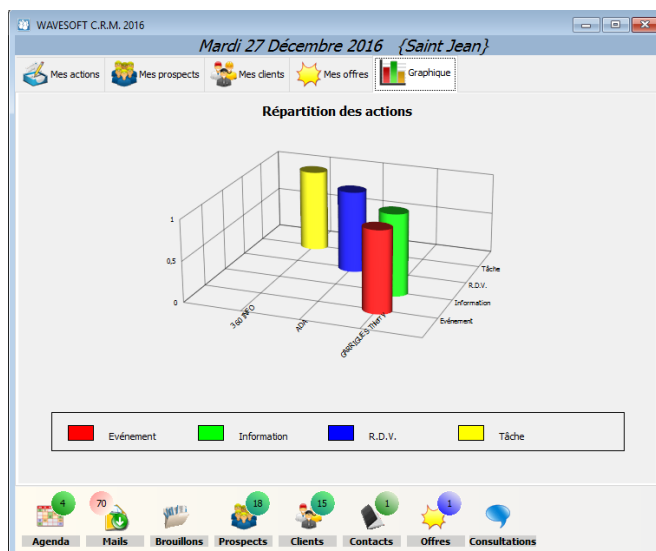 WAVESOFT C.R.M. 2016
Mardi 27 Décembre 2016 {Saint Jean}
Mes actions Mes prospects Mes clients Mes offres Graphique
Répartition des actions
1
0,5
0
Tâche
R.D.V.
Information
Evénement
360 INFO
ADA
Evénement Information R.D.V. Tâche
4 70 18 15 1 1
Agenda Mails Brouillons Prospects Clients Contacts Offres Consultations